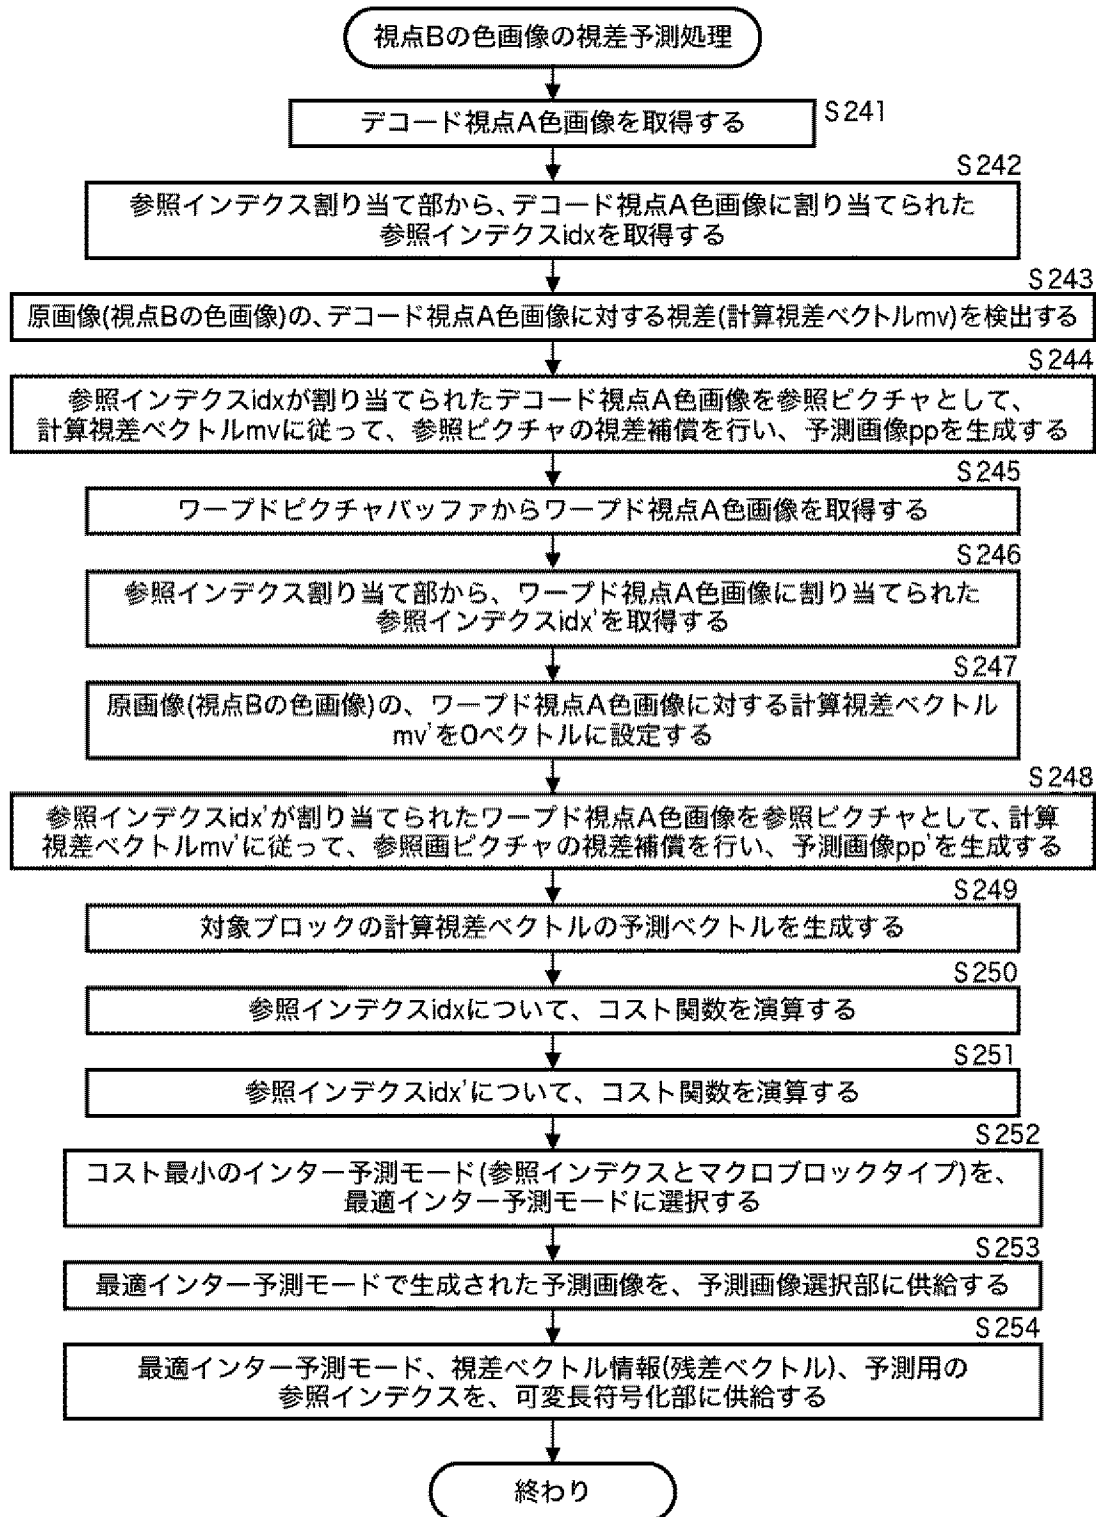 視点Bの色画像の視差予測処理
デコード視点A色画像を取得する
S241
S242
参照インデクス割り当て部から、デコード視点A色画像に割り当てられた
参照インデクスidxを取得する
S243
原画像(視点Bの色画像)の、デコード視点A色画像に対する視差(計算視差ベクトルmv)を検出する
S244
参照インデクスidxが割り当てられたデコード視点A色画像を参照ピクチャとして、
計算視差ベクトルmvに従って、参照ピクチャの視差補償を行い、予測画像ppを生成する
S245
ワープドピクチャバッファからワープド視点A色画像を取得する
S246
参照インデクス割り当て部から、ワープド視点A色画像に割り当てられた
参照インデクスidx'を取得する
S247
原画像(視点Bの色画像)の、ワープド視点A色画像に対する計算視差ベクトル
mv'を0ベクトルに設定する
S248
参照インデクスidx'が割り当てられたワープド視点A色画像を参照ピクチャとして、計算
視差ベクトルmv'に従って、参照画ピクチャの視差補償を行い、予測画像pp'を生成する
S249
対象ブロックの計算視差ベクトルの予測ベクトルを生成する
S250
参照インデクスidxについて、コスト関数を演算する
S251
参照インデクスidx'について、コスト関数を演算する
S252
コスト最小のインター予測モード(参照インデクスとマクロブロックタイプ)を、
最適インター予測モードに選択する
S253
最適インター予測モードで生成された予測画像を、予測画像選択部に供給する
S254
最適インター予測モード、視差ベクトル情報(残差ベクトル)、予測用の
参照インデクスを、可変長符号化部に供給する
終わり